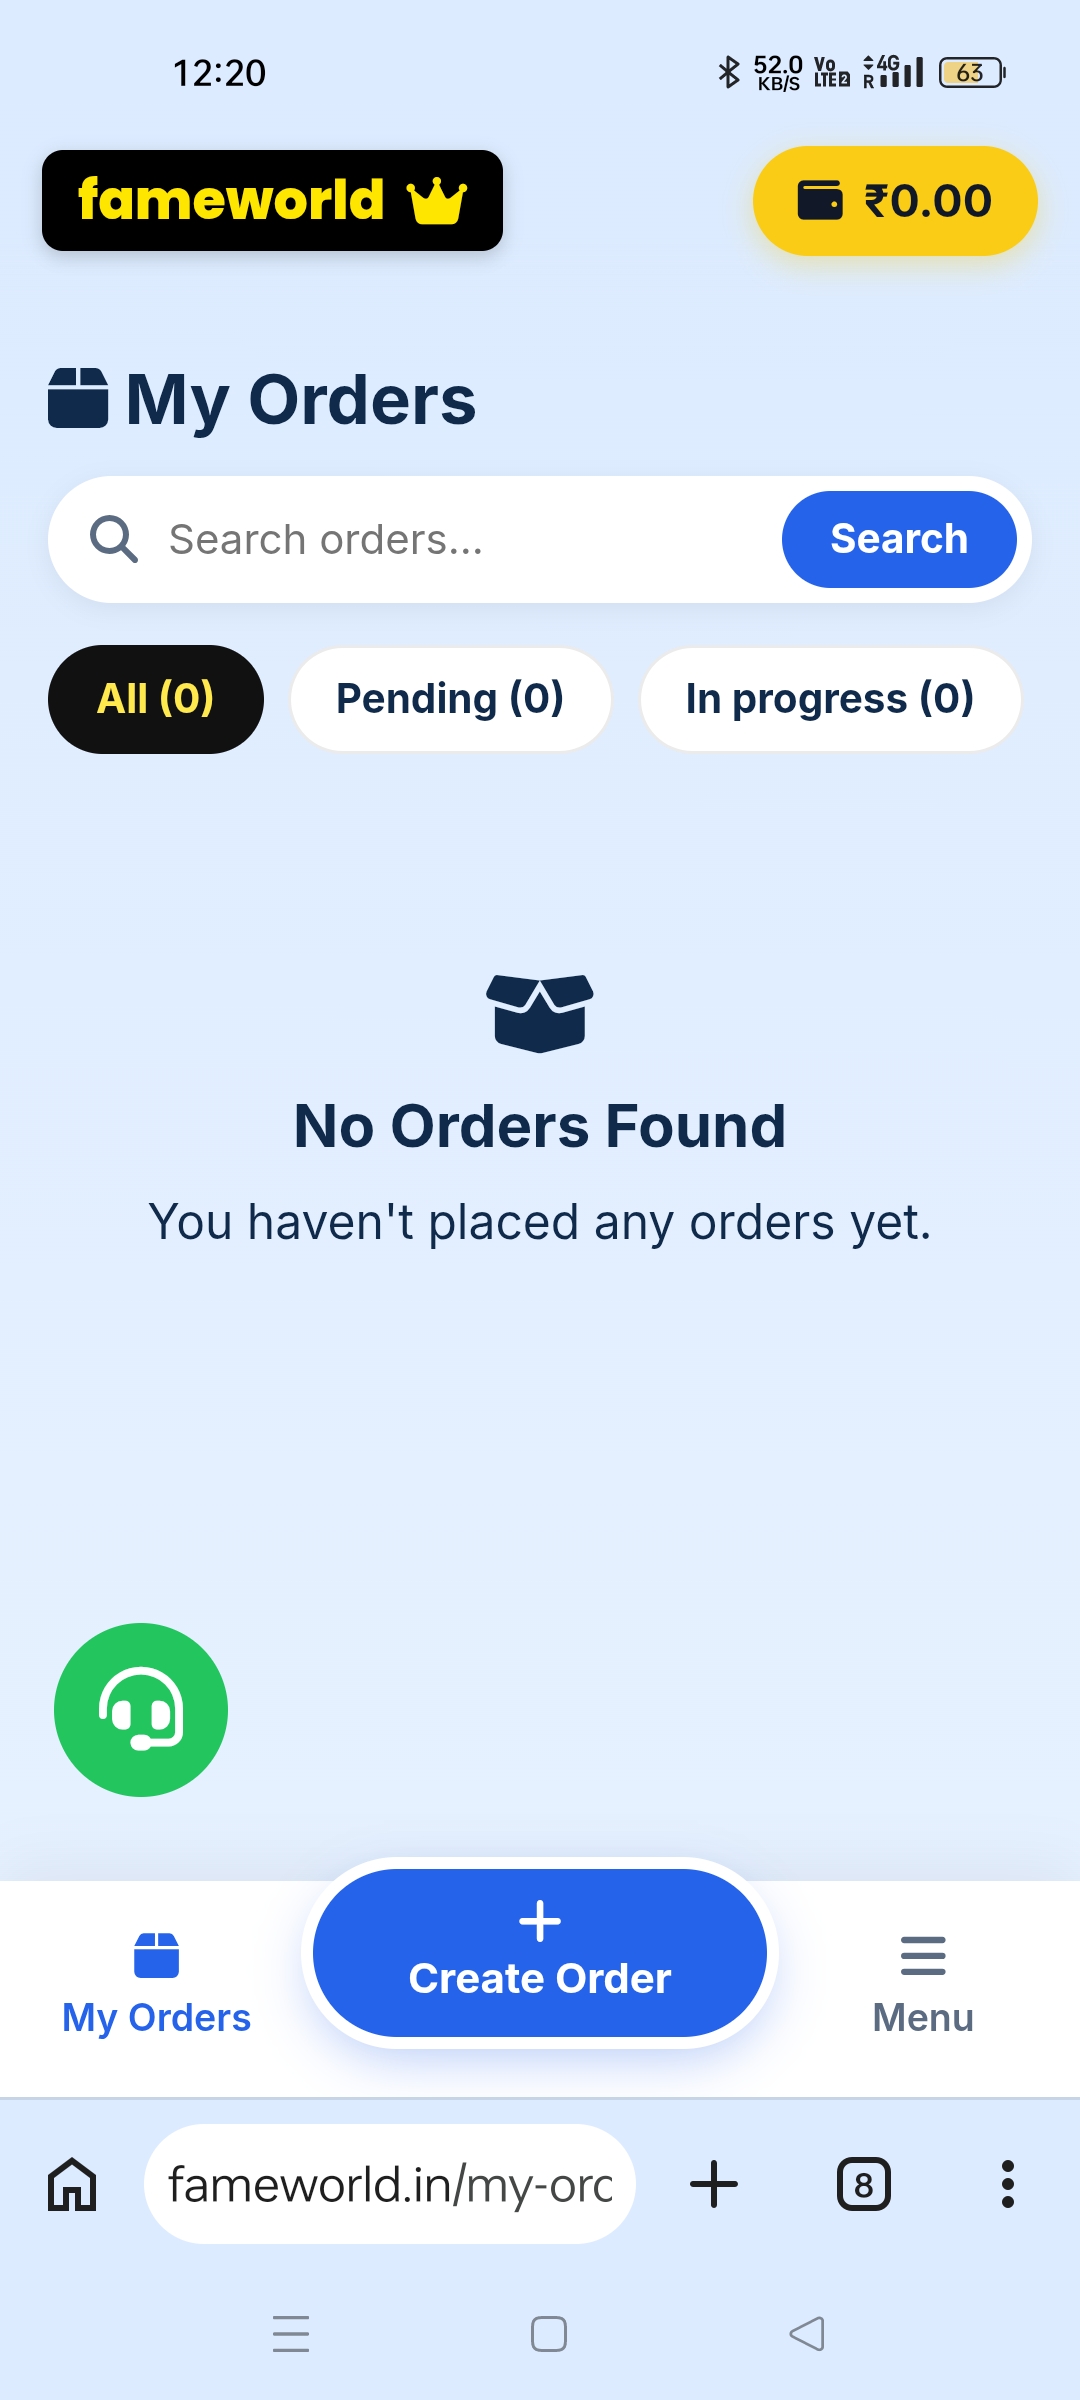 12:20
52.0
KB/S
Vo
LTE 2
4G
R
63
fameworld
₹0.00
My Orders
Search orders...
Search
All (0)
Pending (0)
In progress (0)
No Orders Found
You haven't placed any orders yet.
Create Order
My Orders
Menu
fameworld.in/my-orc
8